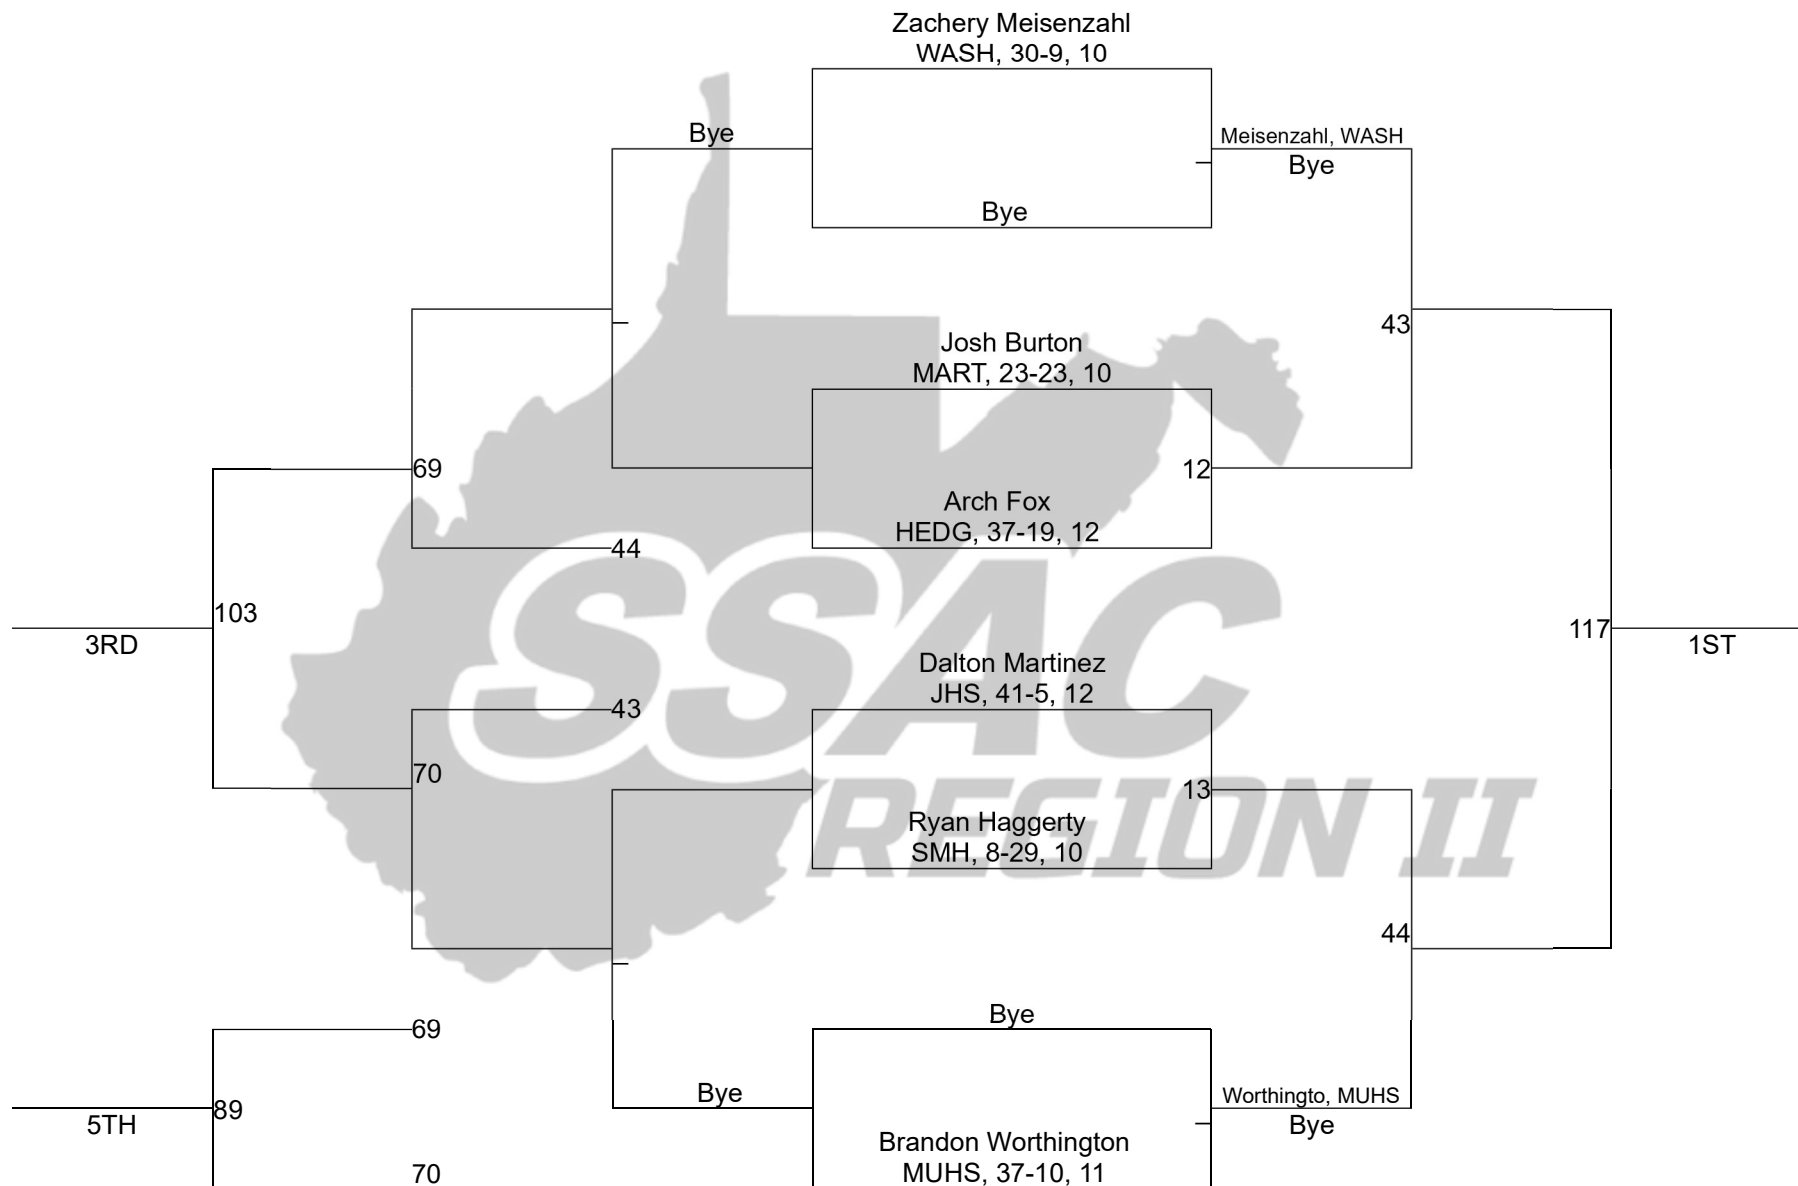 Zachery Meisenzahl
WASH, 30-9, 10
Bye
Meisenzahl, WASH
Bye
Bye
43
Josh Burton
MART, 23-23, 10
69
12
Arch Fox
HEDG, 37-19, 12
44
SSAC
103
3RD
117
1ST
Dalton Martinez
JHS, 41-5, 12
43
70
13
REGION II
Ryan Haggerty
SMH, 8-29, 10
44
Bye
69
Bye
Worthingto, MUHS
89
5TH
Bye
Brandon Worthington
MUHS, 37-10, 11
70